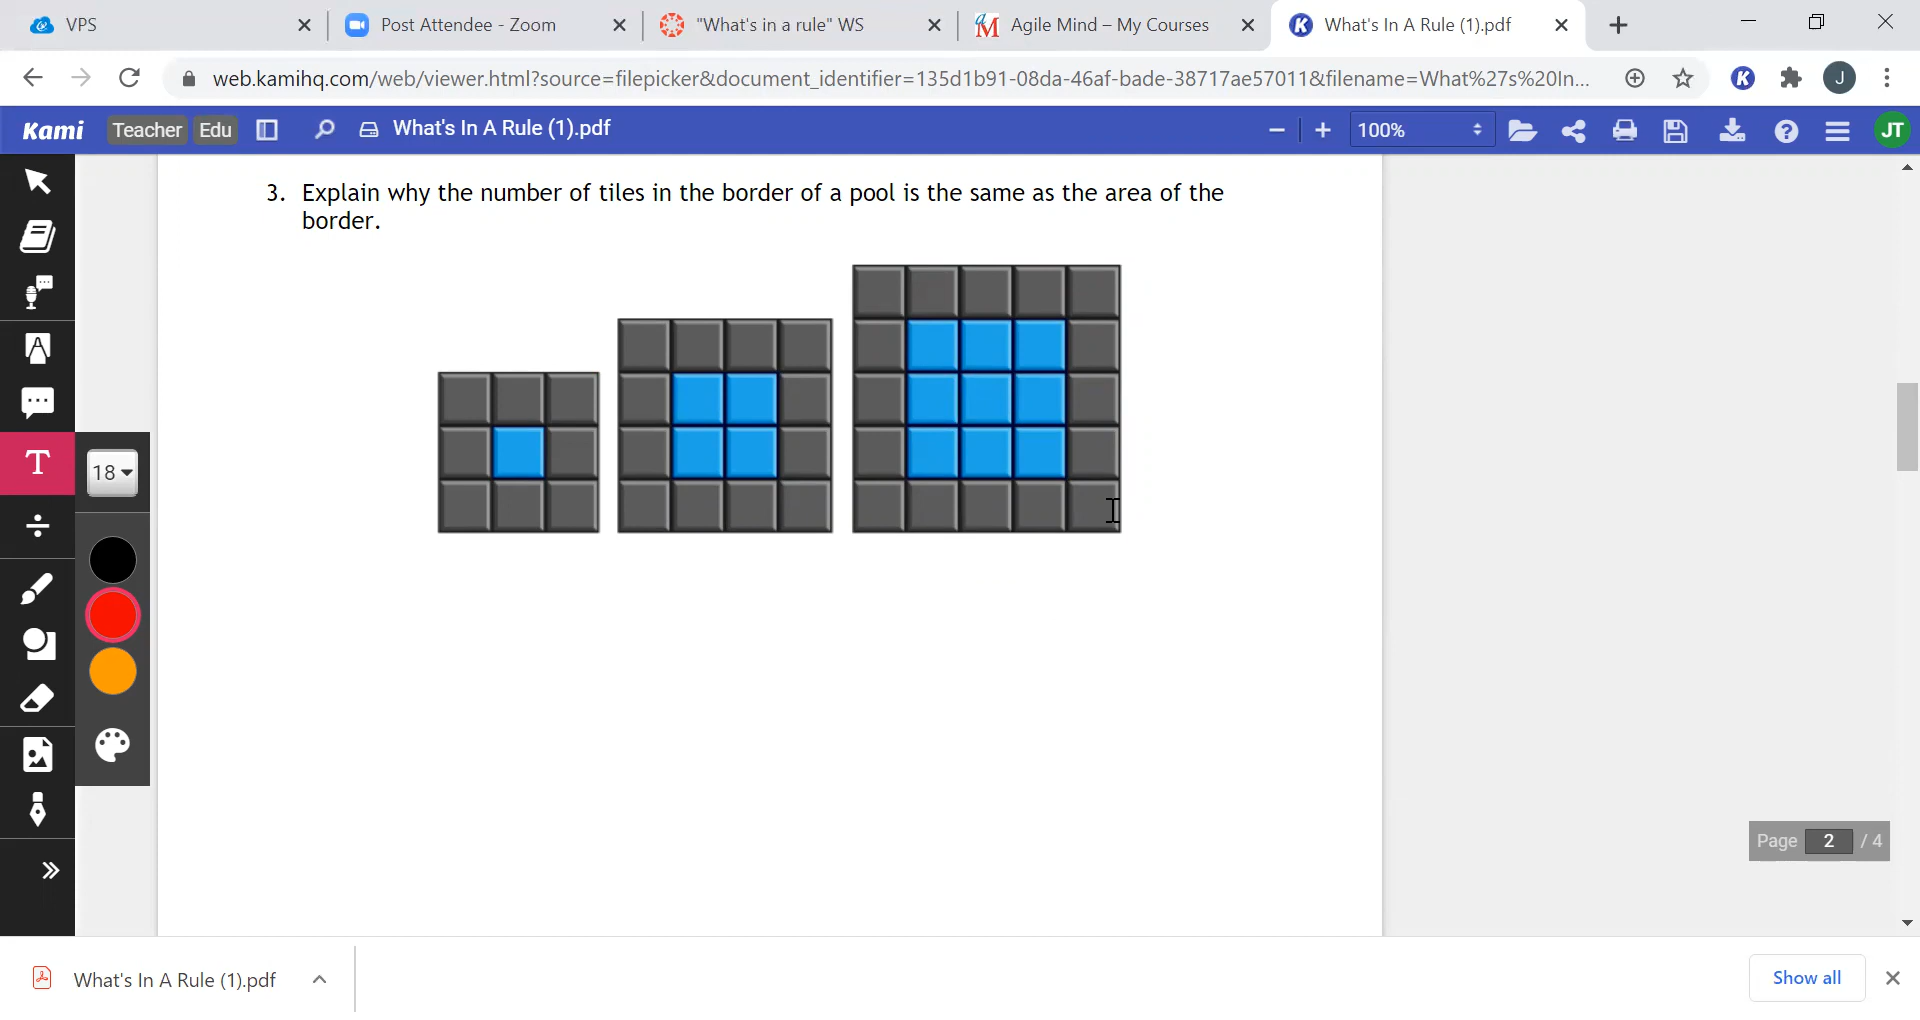 VPS
Post Attendee - Zoom
"What's in a rule" WS
Agile Mind – My Courses
What's In A Rule (1).pdf
web.kamihq.com/web/viewer.html?source=filepicker&document_identifier=135d1b91-08da-46af-bade-38717ae57011&filename=What%27s%20In...
J
Kami Teacher Edu What's In A Rule (1).pdf 100% JT
3. Explain why the number of tiles in the border of a pool is the same as the area of the
border.
T
18
Page 2 / 4
What's In A Rule (1).pdf
Show all